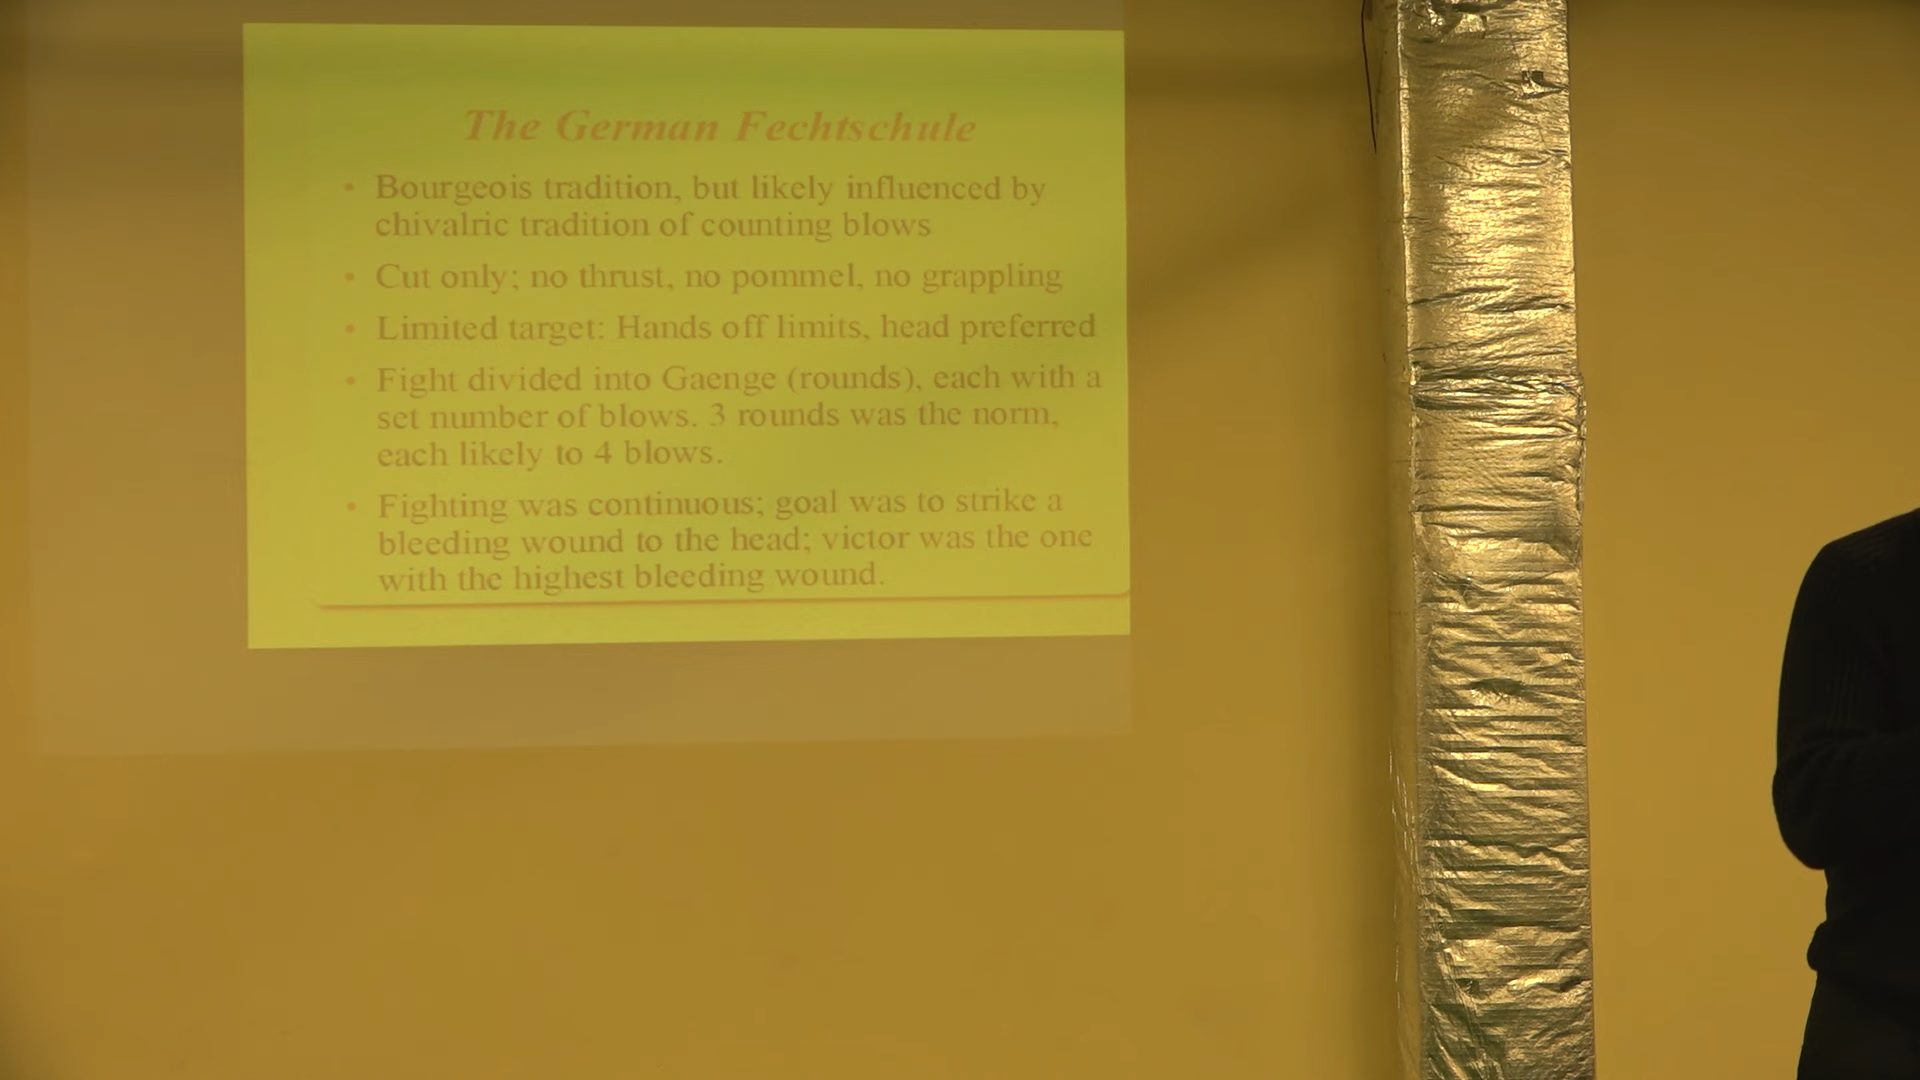 The German Fechtschule
• Bourgeois tradition, but likely influenced by
chivalric tradition of counting blows
• Cut only; no thrust, no pommel, no grappling
• Limited target: Hands off limits, head preferred
• Fight divided into Gaenge (rounds), each with a
set number of blows. 3 rounds was the norm,
each likely to 4 blows.
• Fighting was continuous; goal was to strike a
bleeding wound to the head; victor was the one
with the highest bleeding wound.